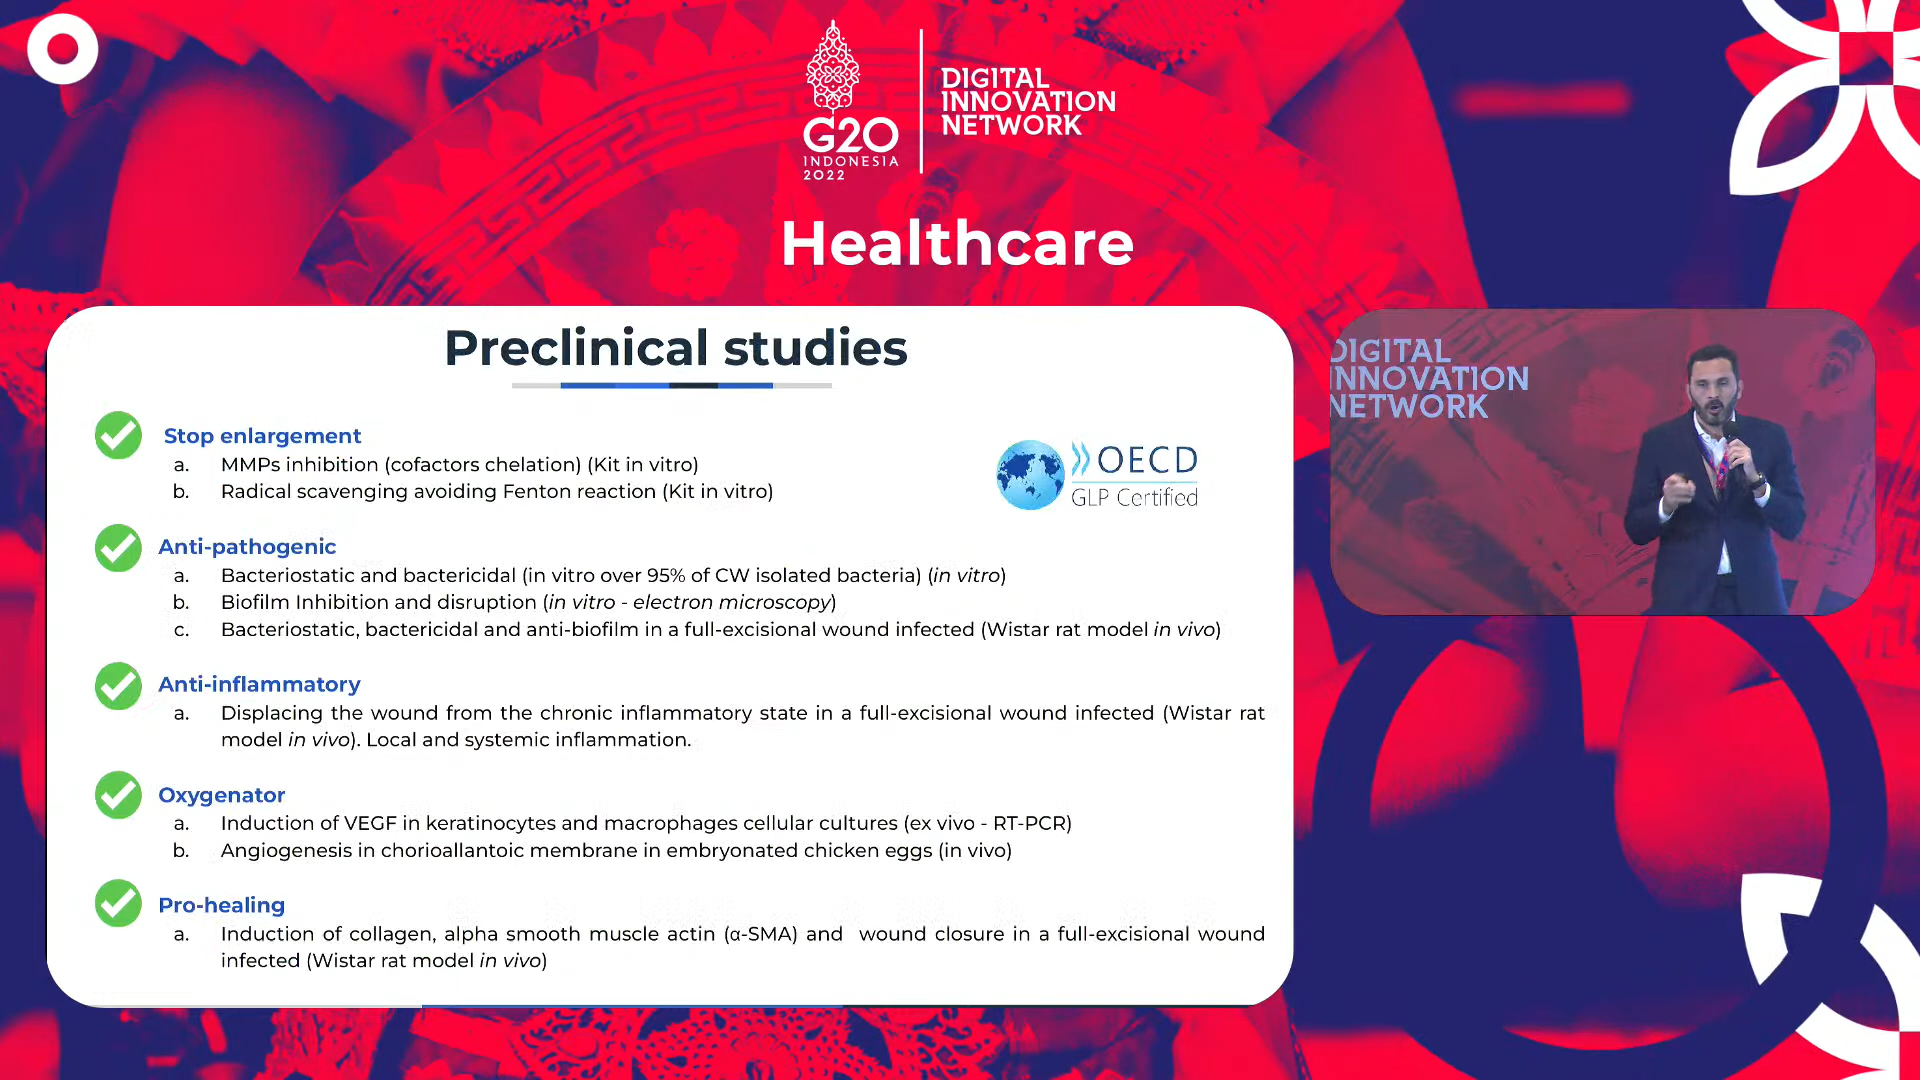 G20
INDONESIA
2022
DIGITAL
INNOVATION
NETWORK
Healthcare
Preclinical studies
Stop enlargement
a. MMPs inhibition (cofactors chelation) (Kit in vitro)
b. Radical scavenging avoiding Fenton reaction (Kit in vitro)
OECD
GLP Certified
Anti-pathogenic
a. Bacteriostatic and bactericidal (in vitro over 95% of CW isolated bacteria) (in vitro)
b. Biofilm Inhibition and disruption (in vitro - electron microscopy)
c. Bacteriostatic, bactericidal and anti-biofilm in a full-excisional wound infected (Wistar rat model in vivo)
Anti-inflammatory
a. Displacing the wound from the chronic inflammatory state in a full-excisional wound infected (Wistar rat
model in vivo). Local and systemic inflammation.
Oxygenator
a. Induction of VEGF in keratinocytes and macrophages cellular cultures (ex vivo - RT-PCR)
b. Angiogenesis in chorioallantoic membrane in embryonated chicken eggs (in vivo)
Pro-healing
a. Induction of collagen, alpha smooth muscle actin (α-SMA) and wound closure in a full-excisional wound
infected (Wistar rat model in vivo)
DIGITAL
INNOVATION
NETWORK